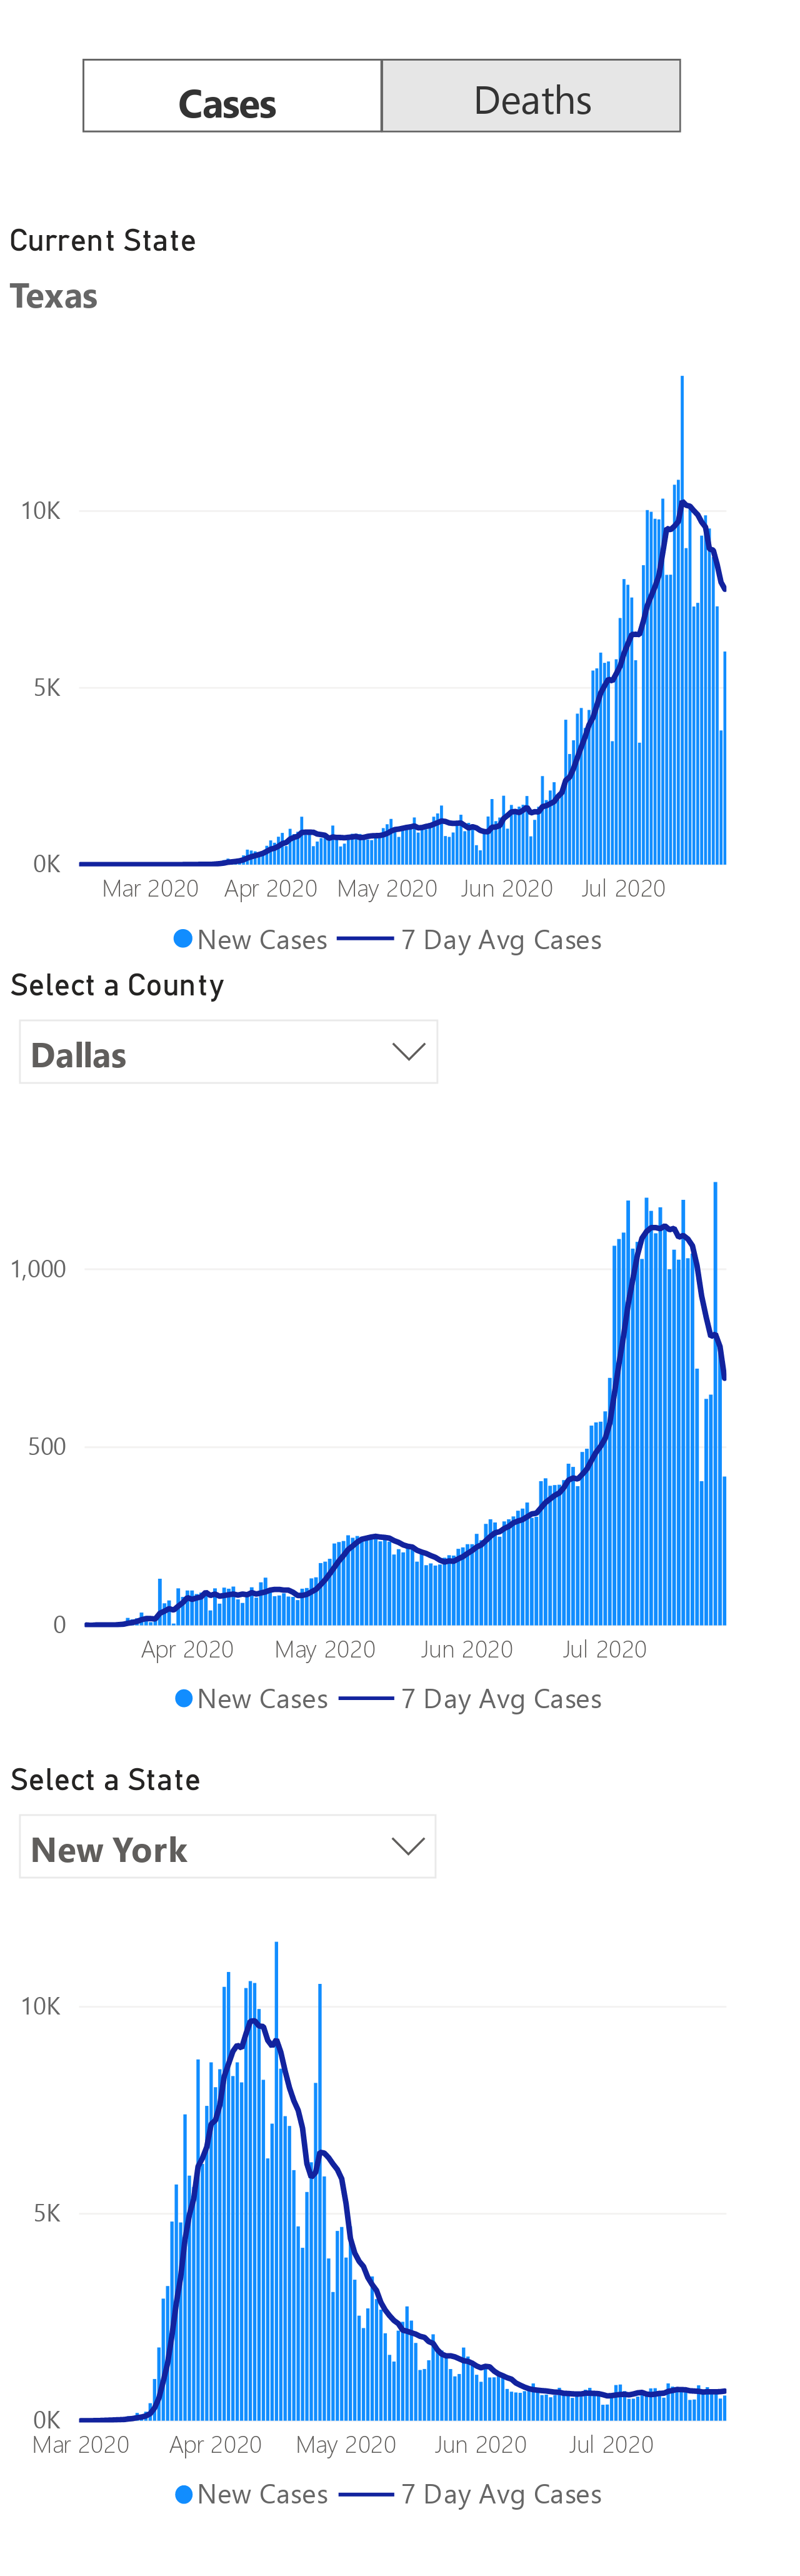 Cases Deaths
Current State
Texas
10K
5K
0K
Mar 2020 Apr 2020 May 2020 Jun 2020 Jul 2020
New Cases 7 Day Avg Cases
Select a County
Dallas
1,000
500
0
Apr 2020 May 2020 Jun 2020 Jul 2020
New Cases 7 Day Avg Cases
Select a State
New York
10K
5K
0K
Mar 2020 Apr 2020 May 2020 Jun 2020 Jul 2020
New Cases 7 Day Avg Cases